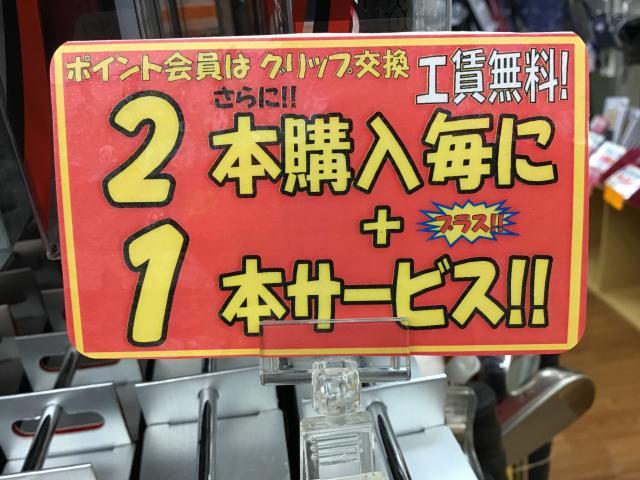 ポイント会員は グリップ交換 工賃無料!
さらに!!
2本購入毎に
+ プラス!!
1本サービス!!